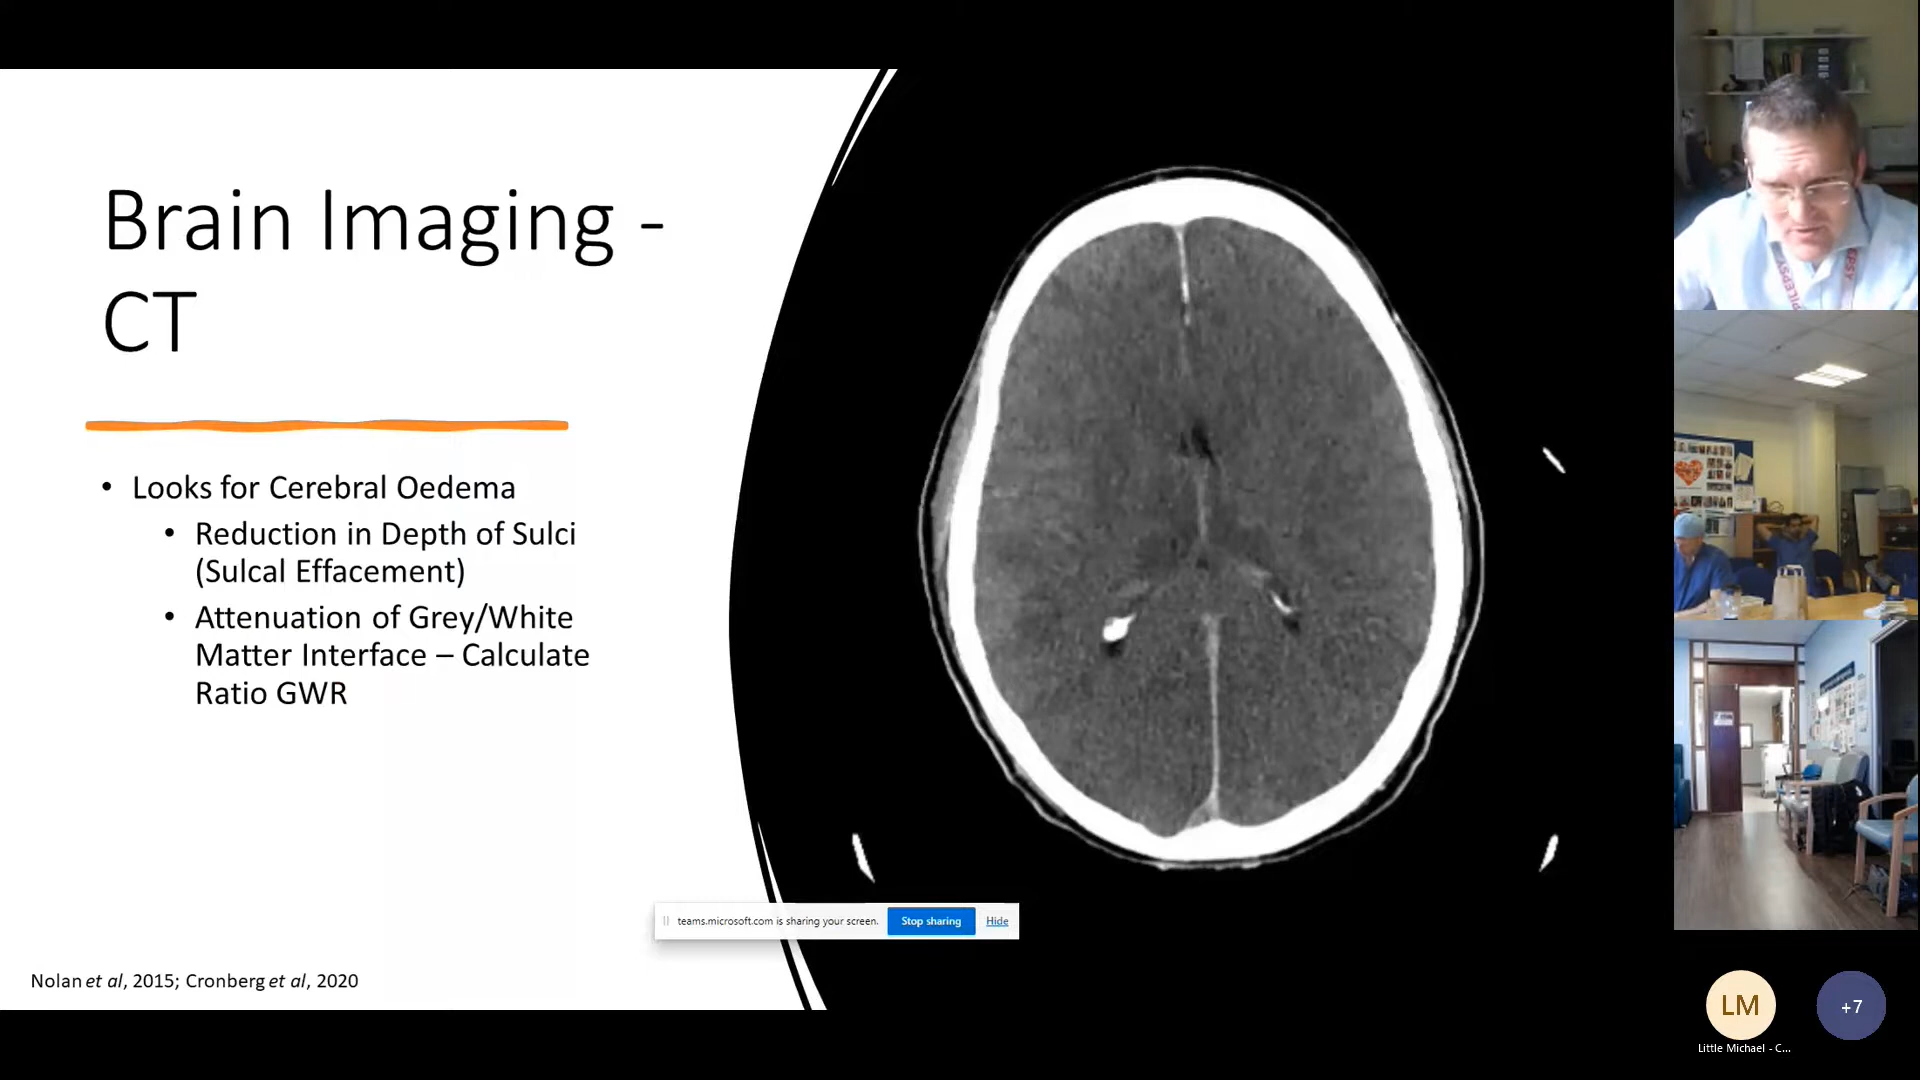 Brain Imaging -
CT
• Looks for Cerebral Oedema
• Reduction in Depth of Sulci
(Sulcal Effacement)
• Attenuation of Grey/White
Matter Interface – Calculate
Ratio GWR
teams.microsoft.com is sharing your screen. Stop sharing Hide
Nolan et al, 2015; Cronberg et al, 2020
EPILEPSY
EPSY
LM
+7
Little Michael - C...